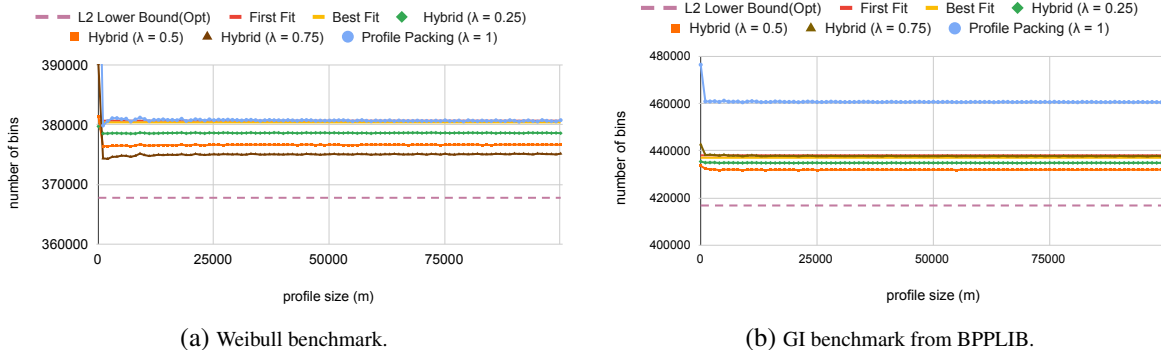 L2 Lower Bound(Opt) First Fit Best Fit Hybrid (λ = 0.25)
Hybrid (λ = 0.5) Hybrid (λ = 0.75) Profile Packing (λ = 1)
number of bins
390000
380000
370000
360000
0 25000 50000 75000
profile size (m)
(a) Weibull benchmark.
L2 Lower Bound(Opt) First Fit Best Fit Hybrid (λ = 0.25)
Hybrid (λ = 0.5) Hybrid (λ = 0.75) Profile Packing (λ = 1)
number of bins
480000
460000
440000
420000
400000
0 25000 50000 75000
profile size (m)
(b) GI benchmark from BPPLIB.